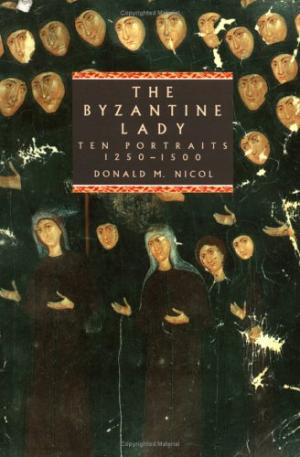 THE
BYZANTINE
LADY
TEN PORTRAITS
1250–1500
DONALD M. NICOL